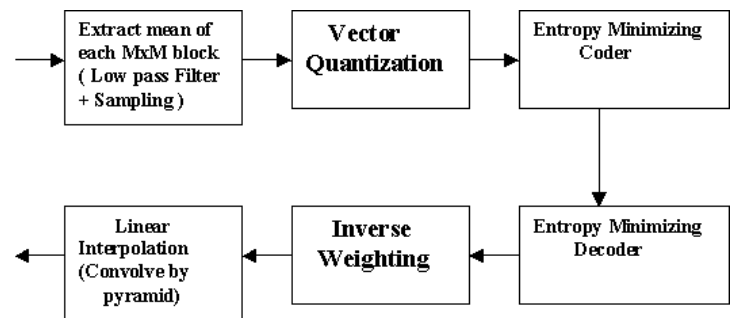 Extract mean of
each MxM block
( Low pass Filter
+ Sampling )
Vector
Quantization
Entropy Minimizing
Coder
Linear
Interpolation
(Convolve by
pyramid)
Inverse
Weighting
Entropy Minimizing
Decoder